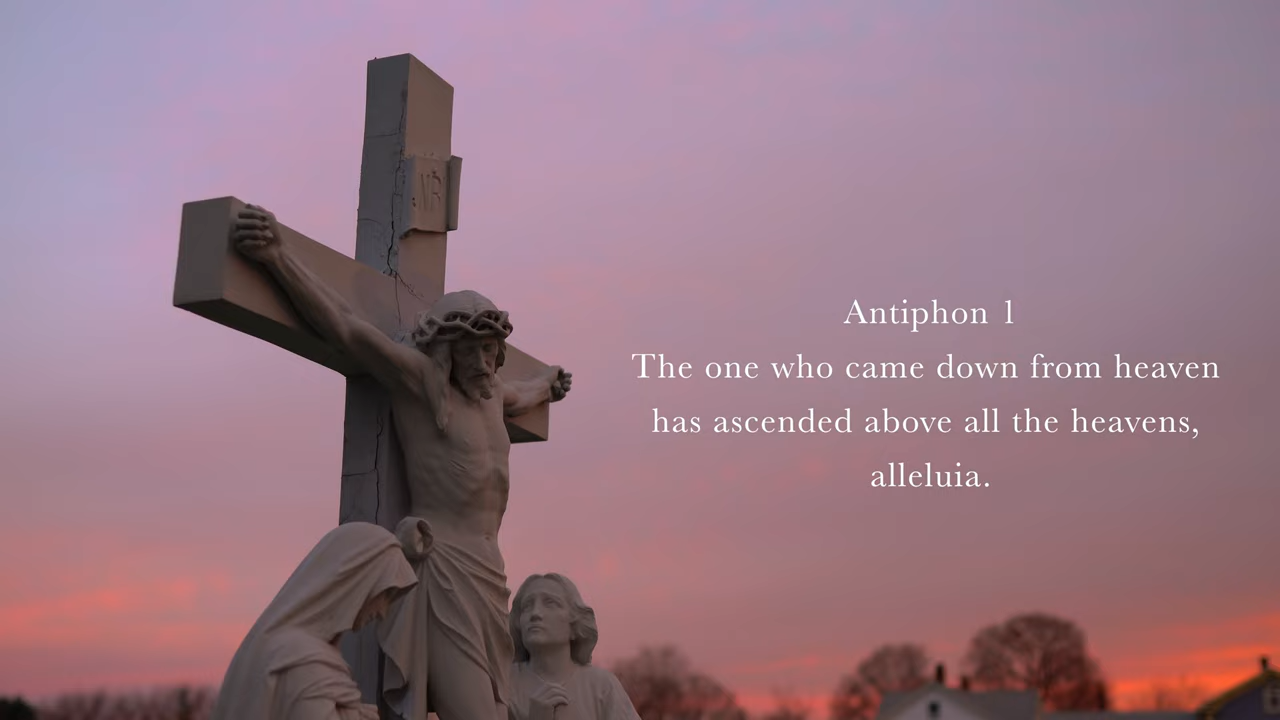 Antiphon 1
The one who came down from heaven
has ascended above all the heavens,
alleluia.